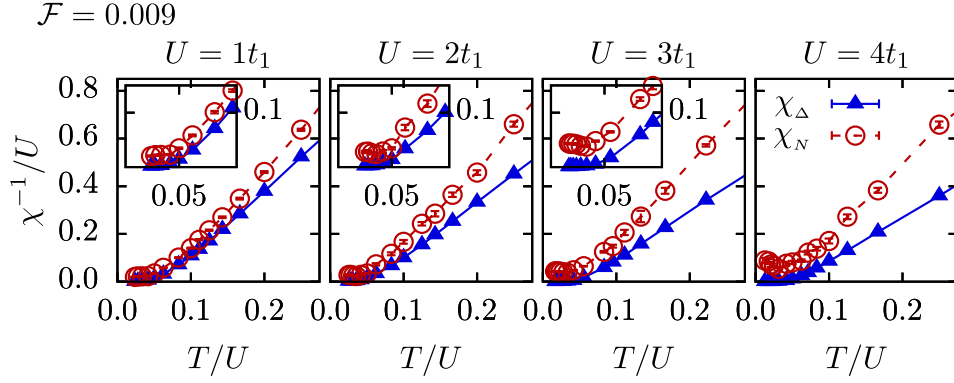 𝓕 = 0.009
U = 1t₁ U = 2t₁ U = 3t₁ U = 4t₁
0.8
0.6
0.4
0.2
0.0
χ⁻¹/U
0.1 0.1 0.1
0.05 0.05 0.05
χ_Δ
χ_N
0.0 0.1 0.2 0.0 0.1 0.2 0.0 0.1 0.2 0.0 0.1 0.2
T/U T/U T/U T/U